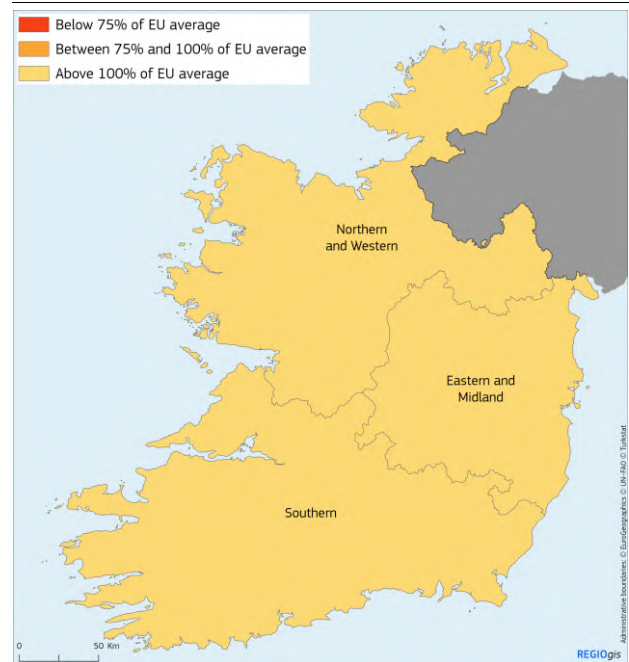 Below 75% of EU average
Between 75% and 100% of EU average
Above 100% of EU average
Northern
and Western
Eastern and
Midland
Southern
0
50 Km
REGIOgis
Administrative boundaries: © EuroGeographics © UN-FAO © Turkstat